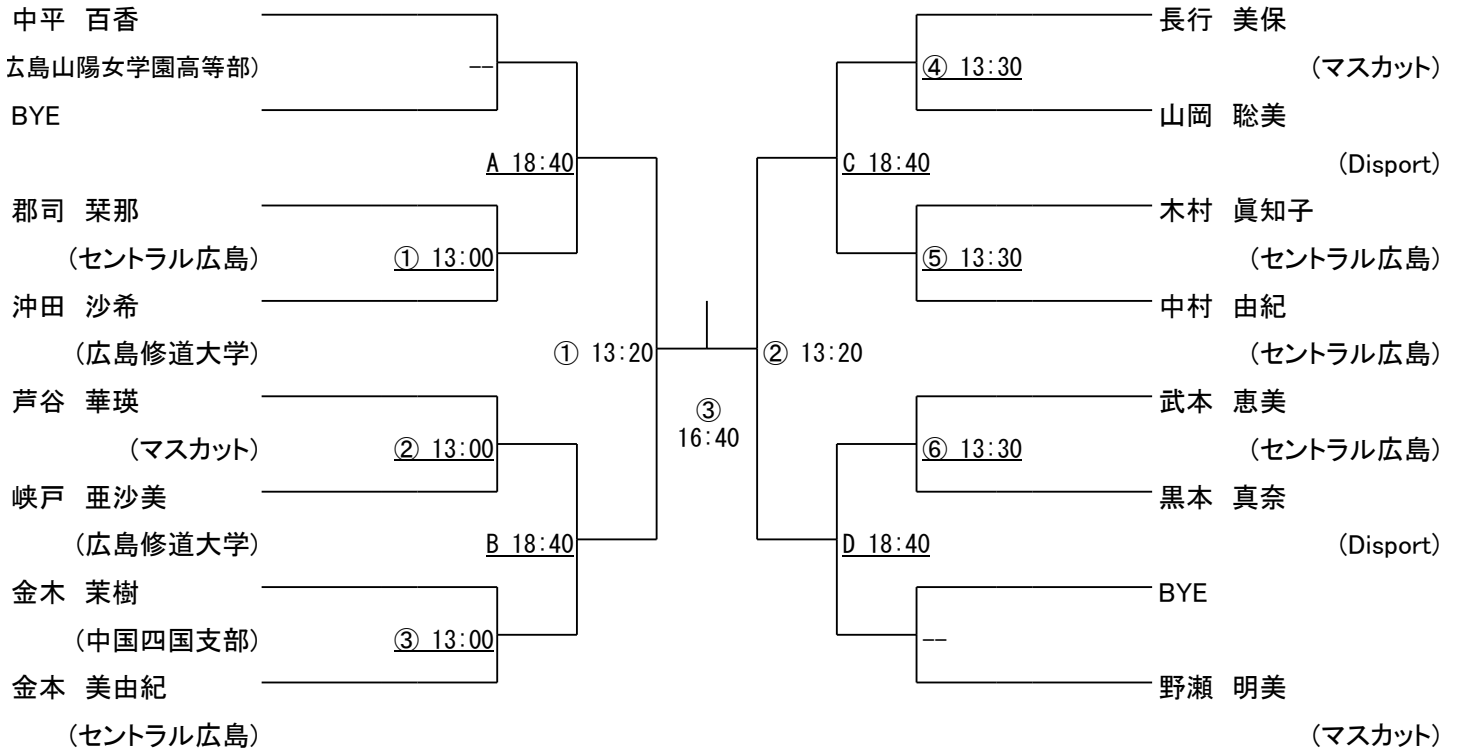 中平 百香
広島山陽女学園高等部)
--
BYE
A 18:40
郡司 栞那
(セントラル広島)
① 13:00
沖田 沙希
(広島修道大学)
① 13:20
芦谷 華瑛
(マスカット)
② 13:00
峡戸 亜沙美
(広島修道大学)
B 18:40
金木 茉樹
(中国四国支部)
③ 13:00
金本 美由紀
(セントラル広島)
③
16:40
長行 美保
④ 13:30
(マスカット)
山岡 聡美
C 18:40
(Disport)
木村 眞知子
⑤ 13:30
(セントラル広島)
中村 由紀
② 13:20
(セントラル広島)
武本 恵美
⑥ 13:30
(セントラル広島)
黒本 真奈
D 18:40
(Disport)
BYE
--
野瀬 明美
(マスカット)